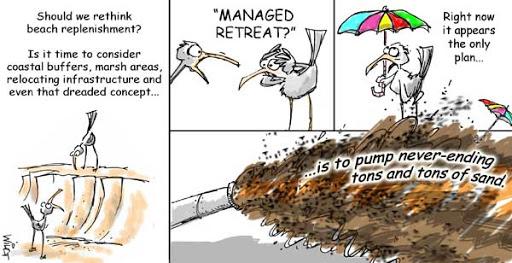 Should we rethink
beach replenishment?
Is it time to consider
coastal buffers, marsh areas,
relocating infrastructure and
even that dreaded concept...
"MANAGED
RETREAT?"
Right now
it appears
the only
plan...
...is to pump never-ending
tons and tons of sand.